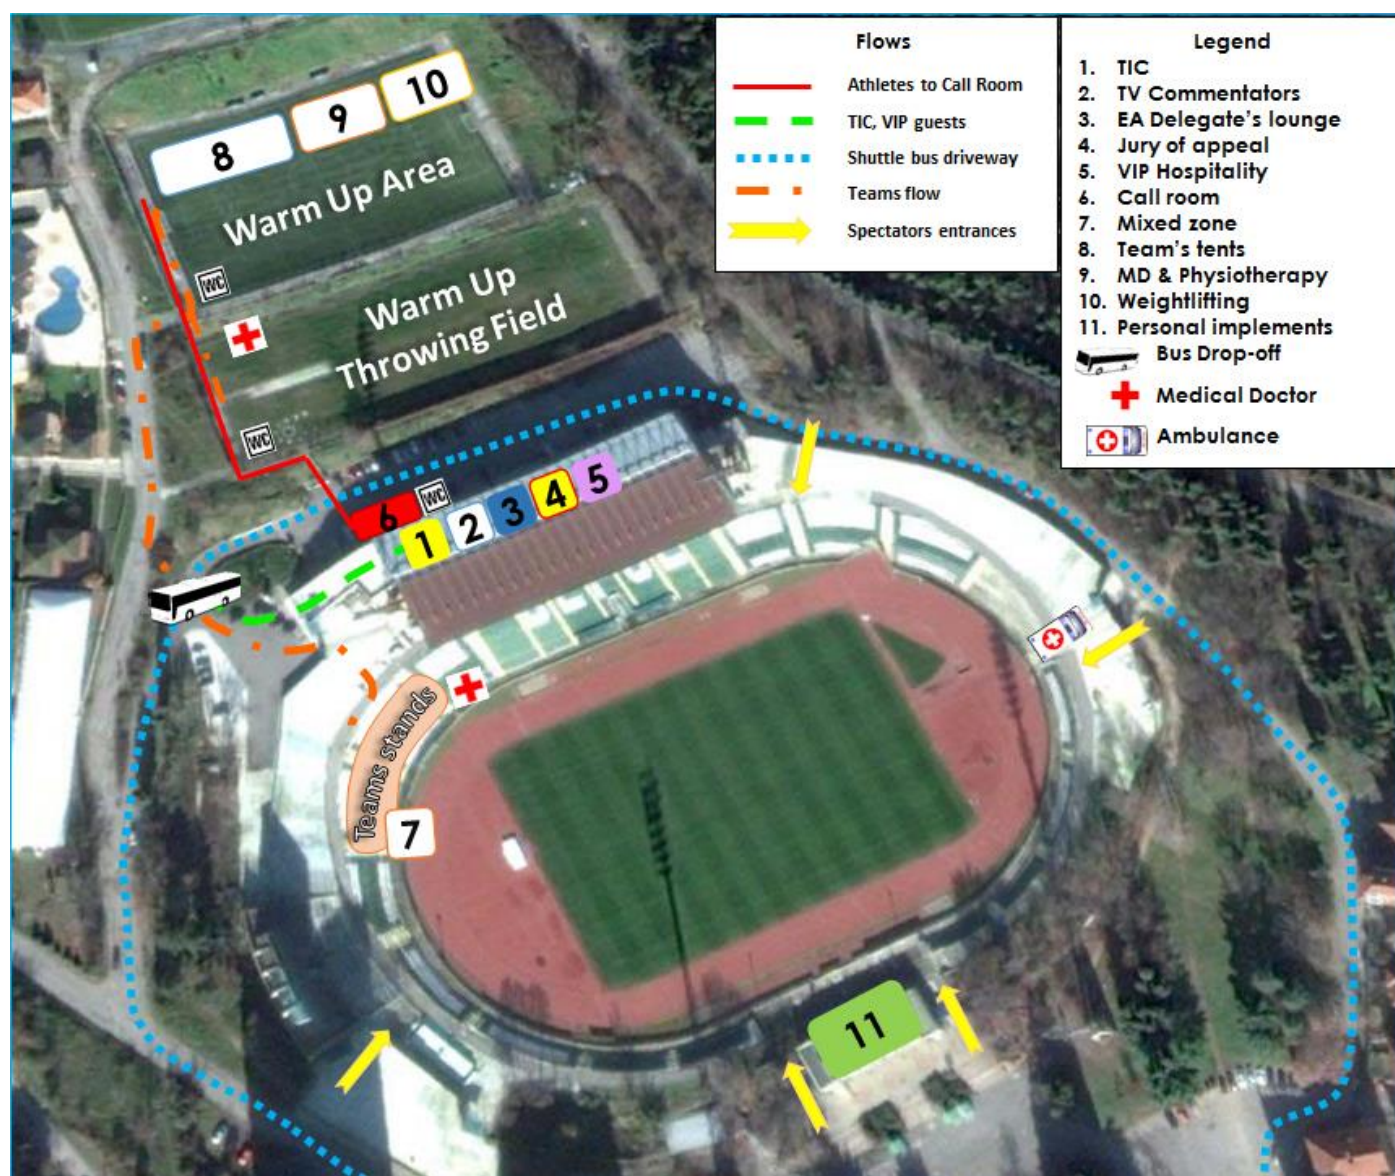 Flows
Athletes to Call Room
TIC, VIP guests
Shuttle bus driveway
Teams flow
Spectators entrances
Legend
1. TIC
2. TV Commentators
3. EA Delegate's lounge
4. Jury of appeal
5. VIP Hospitality
6. Call room
7. Mixed zone
8. Team's tents
9. MD & Physiotherapy
10. Weightlifting
11. Personal implements
Bus Drop-off
Medical Doctor
Ambulance
8
9
10
Warm Up Area
WC
Warm Up
Throwing Field
WC
6
WC
1
2
3
4
5
Teams stands
7
11